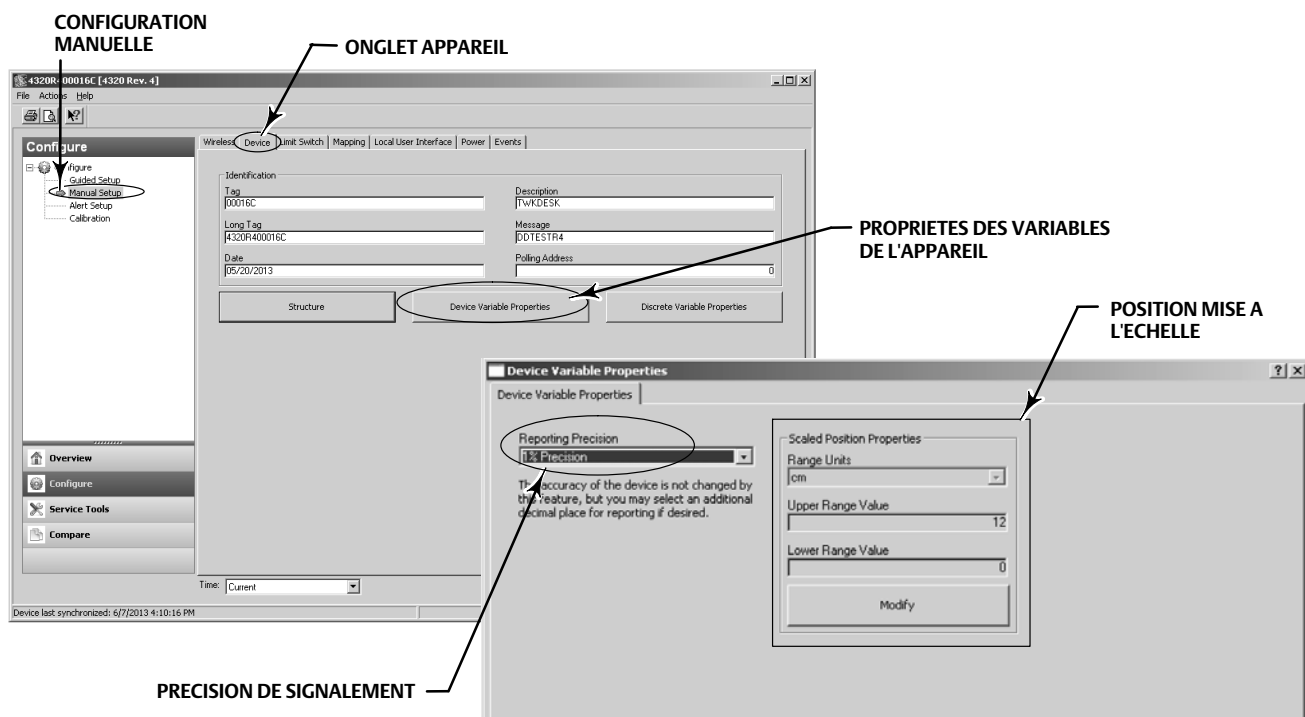 CONFIGURATION
MANUELLE
ONGLET APPAREIL
4320R400016C [4320 Rev. 4]
File Actions Help
Configure
Wireless Device Limit Switch Mapping Local User Interface Power Events
Configure
Guided Setup
Manual Setup
Alert Setup
Calibration
Identification
Tag
00016C
Description
TWKDESK
Long Tag
4320R400016C
Message
DDTESTR4
Date
05/20/2013
Polling Address
0
Structure
Device Variable Properties
Discrete Variable Properties
PROPRIETES DES VARIABLES
DE L'APPAREIL
POSITION MISE A
L'ECHELLE
Overview
Configure
Service Tools
Compare
Time: Current
Device last synchronized: 6/7/2013 4:10:16 PM
Device Variable Properties
Device Variable Properties
Reporting Precision
1% Precision
The accuracy of the device is not changed by
this feature, but you may select an additional
decimal place for reporting if desired.
Scaled Position Properties
Range Units
cm
Upper Range Value
12
Lower Range Value
0
Modify
PRECISION DE SIGNALEMENT